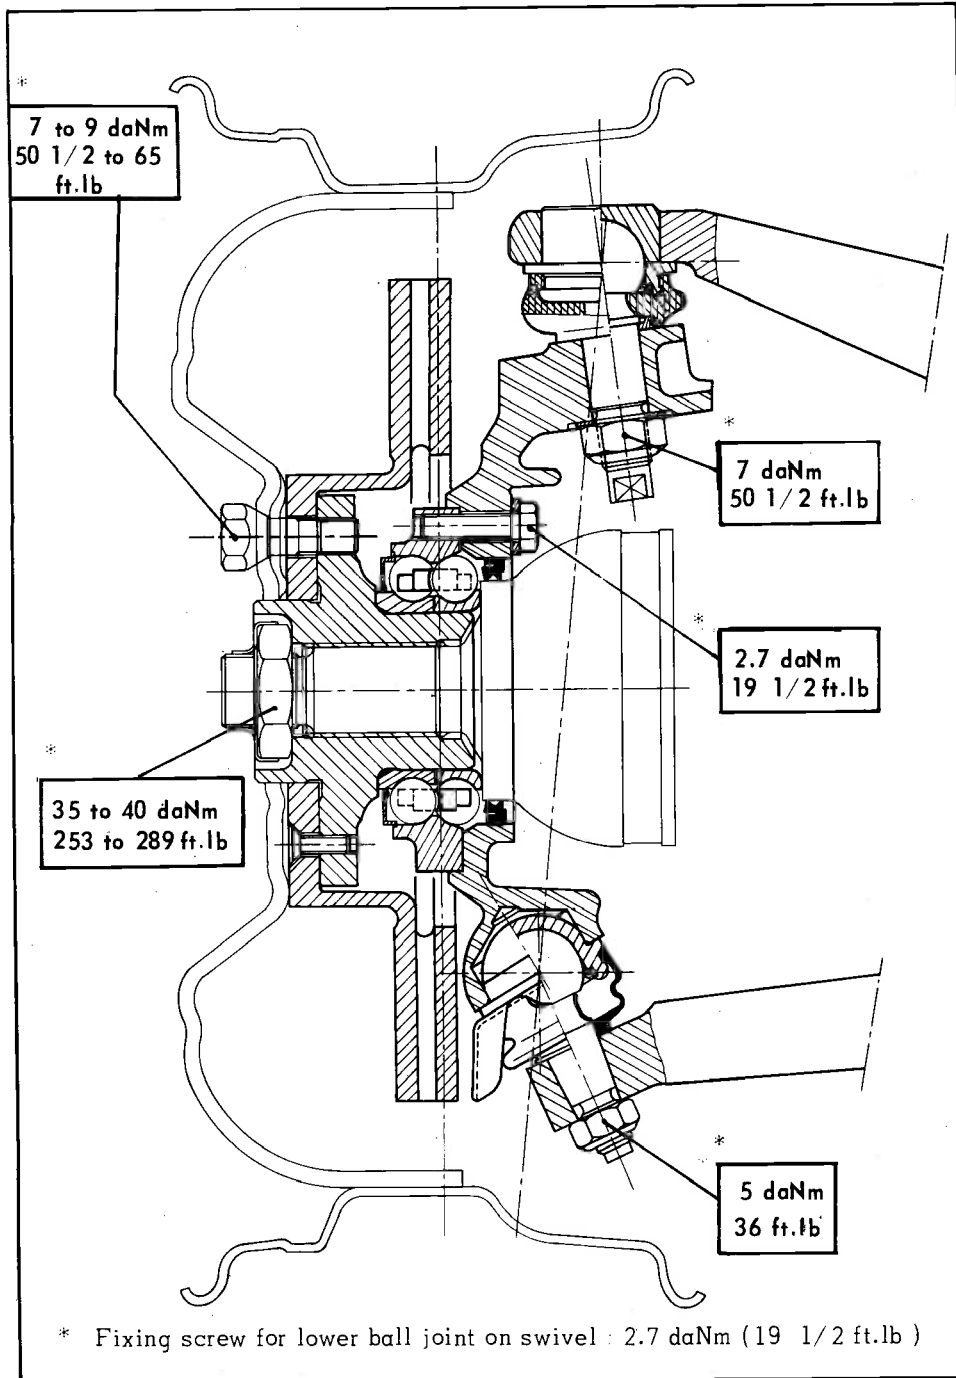 *
7 to 9 daNm
50 1/2 to 65
ft.lb
*
7 daNm
50 1/2 ft.lb
*
2.7 daNm
19 1/2 ft.lb
*
35 to 40 daNm
253 to 289 ft.lb
*
5 daNm
36 ft.lb
* Fixing screw for lower ball joint on swivel : 2.7 daNm (19 1/2 ft.lb )